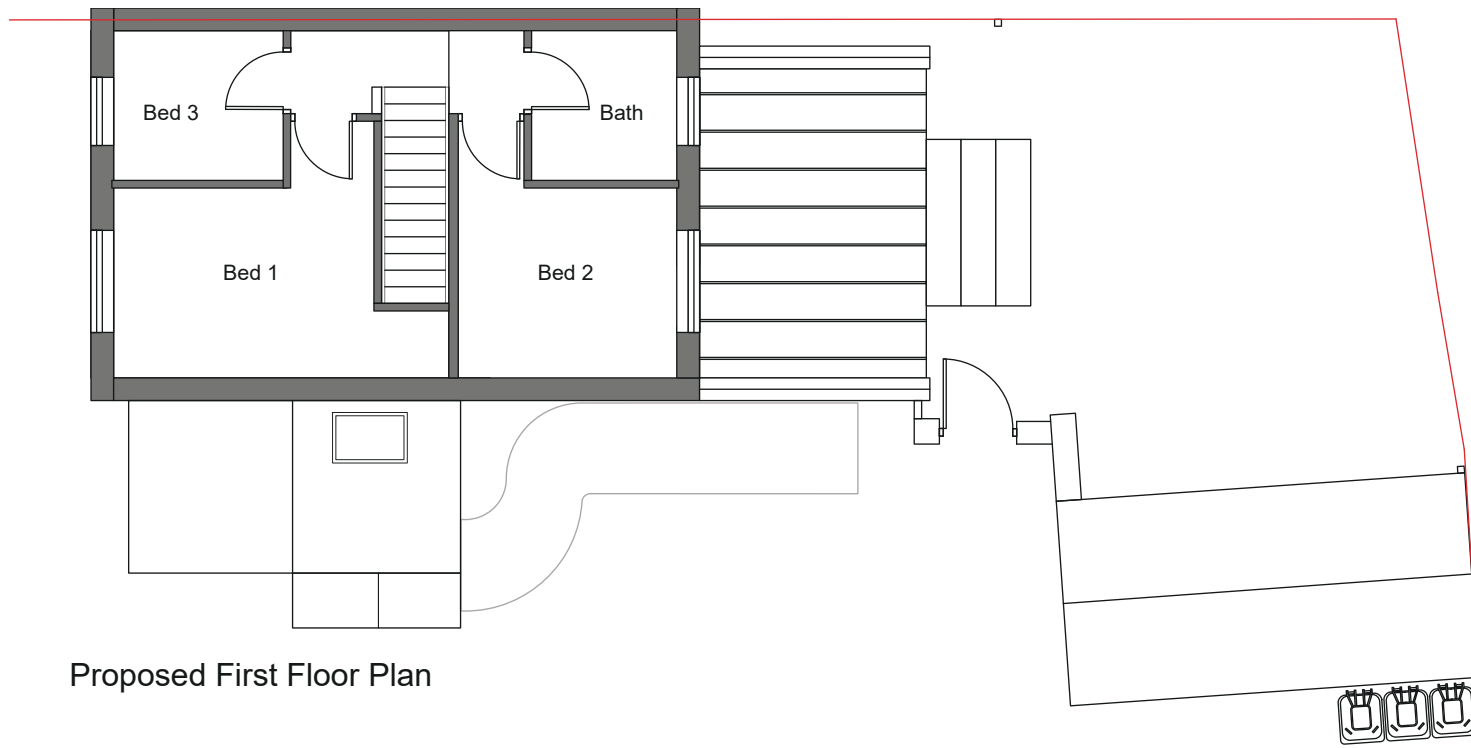 Bed 3
Bath
Bed 1
Bed 2
Proposed First Floor Plan